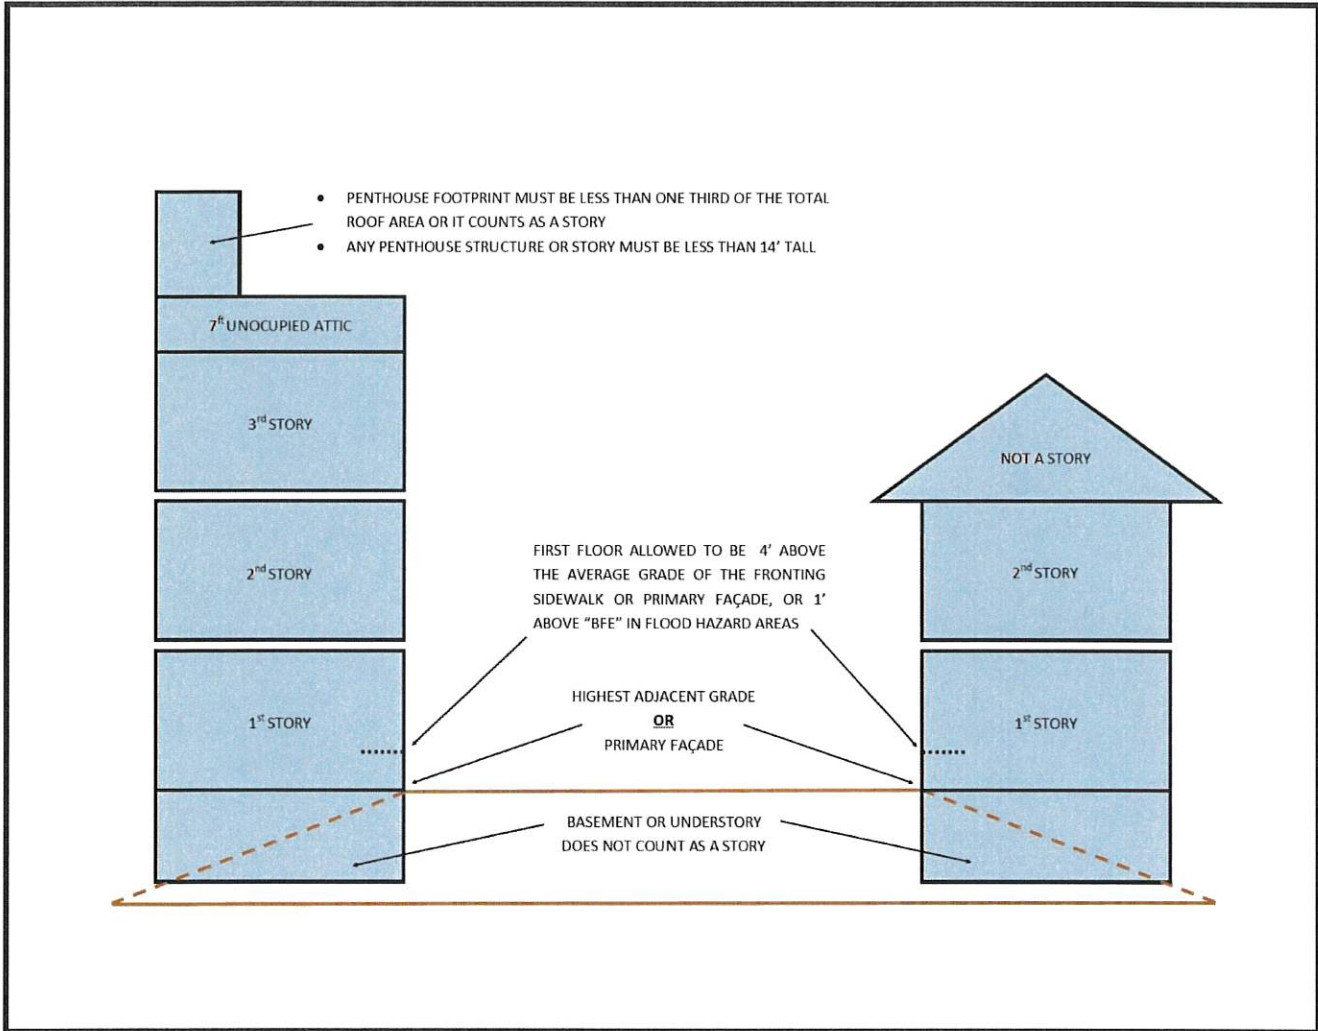 • PENTHOUSE FOOTPRINT MUST BE LESS THAN ONE THIRD OF THE TOTAL
ROOF AREA OR IT COUNTS AS A STORY
• ANY PENTHOUSE STRUCTURE OR STORY MUST BE LESS THAN 14' TALL
7ft UNOCUPIED ATTIC
3rd STORY
2nd STORY
1st STORY
NOT A STORY
2nd STORY
1st STORY
FIRST FLOOR ALLOWED TO BE 4' ABOVE
THE AVERAGE GRADE OF THE FRONTING
SIDEWALK OR PRIMARY FAÇADE, OR 1'
ABOVE “BFE” IN FLOOD HAZARD AREAS
HIGHEST ADJACENT GRADE
OR
PRIMARY FAÇADE
BASEMENT OR UNDERSTORY
DOES NOT COUNT AS A STORY